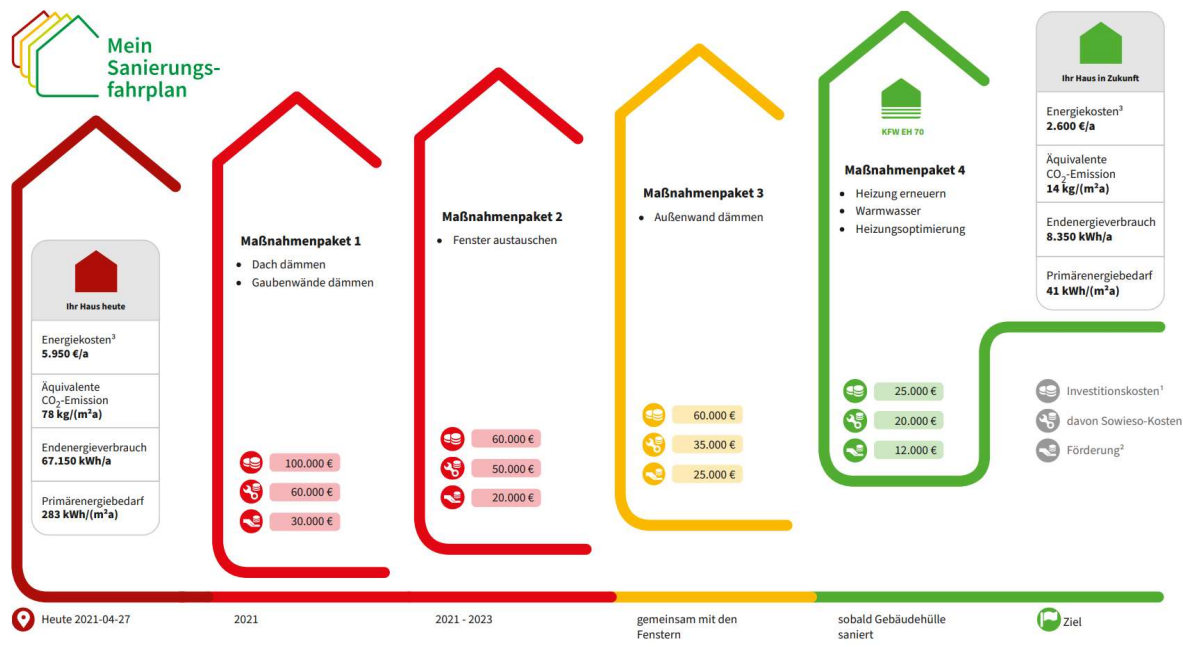 Mein
Sanierungs-
fahrplan
Ihr Haus heute
Energiekosten³
5.950 €/a
Äquivalente
CO₂-Emission
78 kg/(m²a)
Endenergieverbrauch
67.150 kWh/a
Primärenergiebedarf
283 kWh/(m²a)
Maßnahmenpaket 1
• Dach dämmen
• Gaubenwände dämmen
100.000 €
60.000 €
30.000 €
Maßnahmenpaket 2
• Fenster austauschen
60.000 €
50.000 €
20.000 €
Maßnahmenpaket 3
• Außenwand dämmen
60.000 €
35.000 €
25.000 €
KFW EH 70
Maßnahmenpaket 4
• Heizung erneuern
• Warmwasser
• Heizungsoptimierung
25.000 €
20.000 €
12.000 €
Ihr Haus in Zukunft
Energiekosten³
2.600 €/a
Äquivalente
CO₂-Emission
14 kg/(m²a)
Endenergieverbrauch
8.350 kWh/a
Primärenergiebedarf
41 kWh/(m²a)
Investitionskosten¹
davon Sowieso-Kosten
Förderung²
Heute 2021-04-27
2021
2021 - 2023
gemeinsam mit den
Fenstern
sobald Gebäudehülle
saniert
Ziel